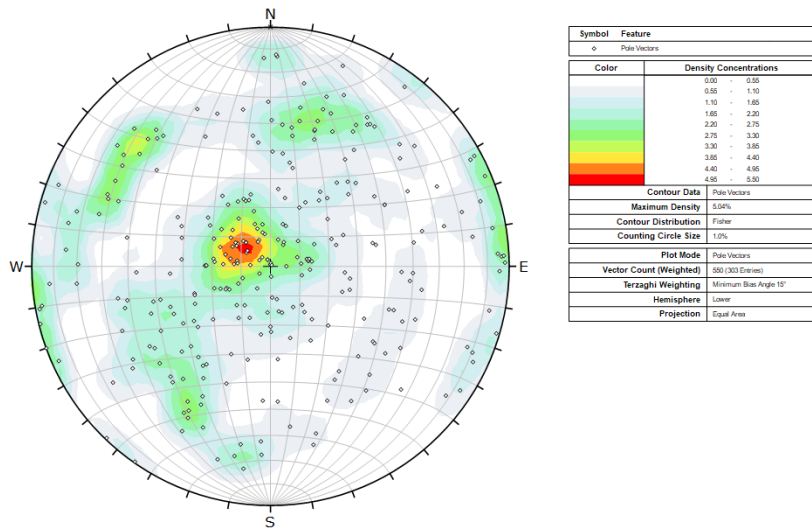 N
W
E
S
Symbol Feature
Pole Vectors
Color Density Concentrations
0.00 - 0.55
0.55 - 1.10
1.10 - 1.65
1.65 - 2.20
2.20 - 2.75
2.75 - 3.30
3.30 - 3.85
3.85 - 4.40
4.40 - 4.95
4.95 - 5.50
Contour Data Pole Vectors
Maximum Density 5.04%
Contour Distribution Fisher
Counting Circle Size 1.0%
Plot Mode Pole Vectors
Vector Count (Weighted) 550 (303 Entries)
Terzaghi Weighting Minimum Bias Angle 15°
Hemisphere Lower
Projection Equal Area